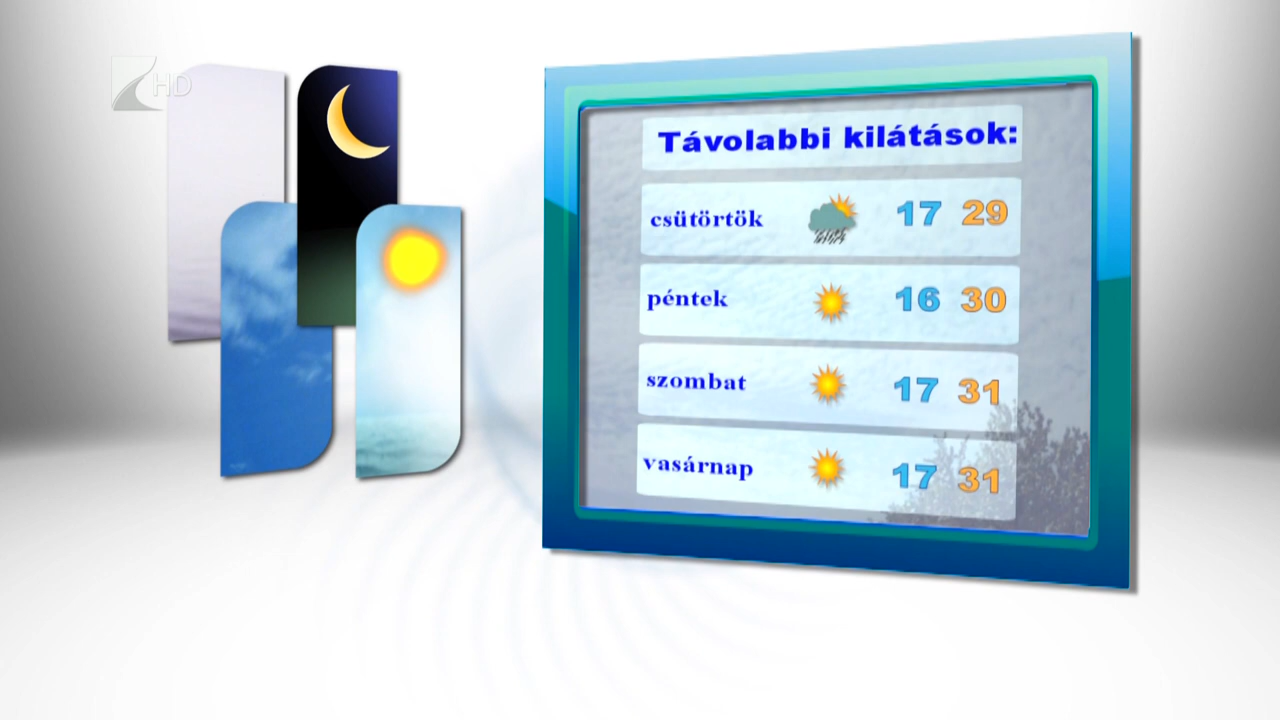 HD
Távolabbi kilátások:
csütörtök 17 29
péntek 16 30
szombat 17 31
vasárnap 17 31